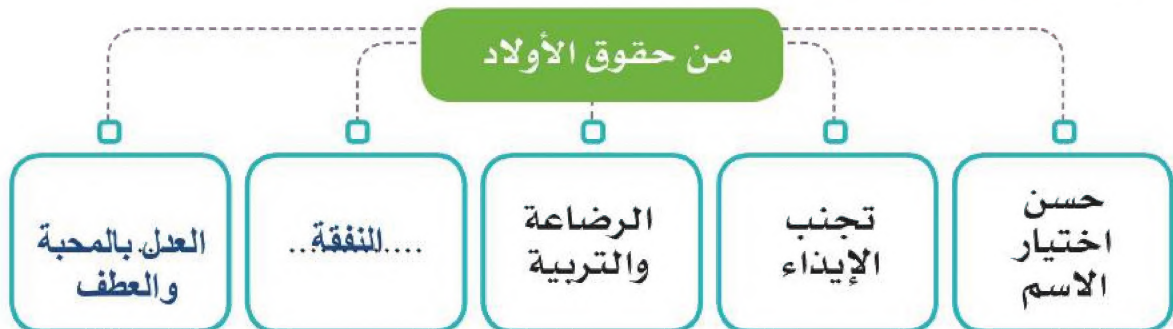 من حقوق الأولاد
حسن
اختيار
الاسم
تجنب
الإيذاء
الرضاعة
والتربية
....النفقة..
العدل.بالمحبة
والعطف